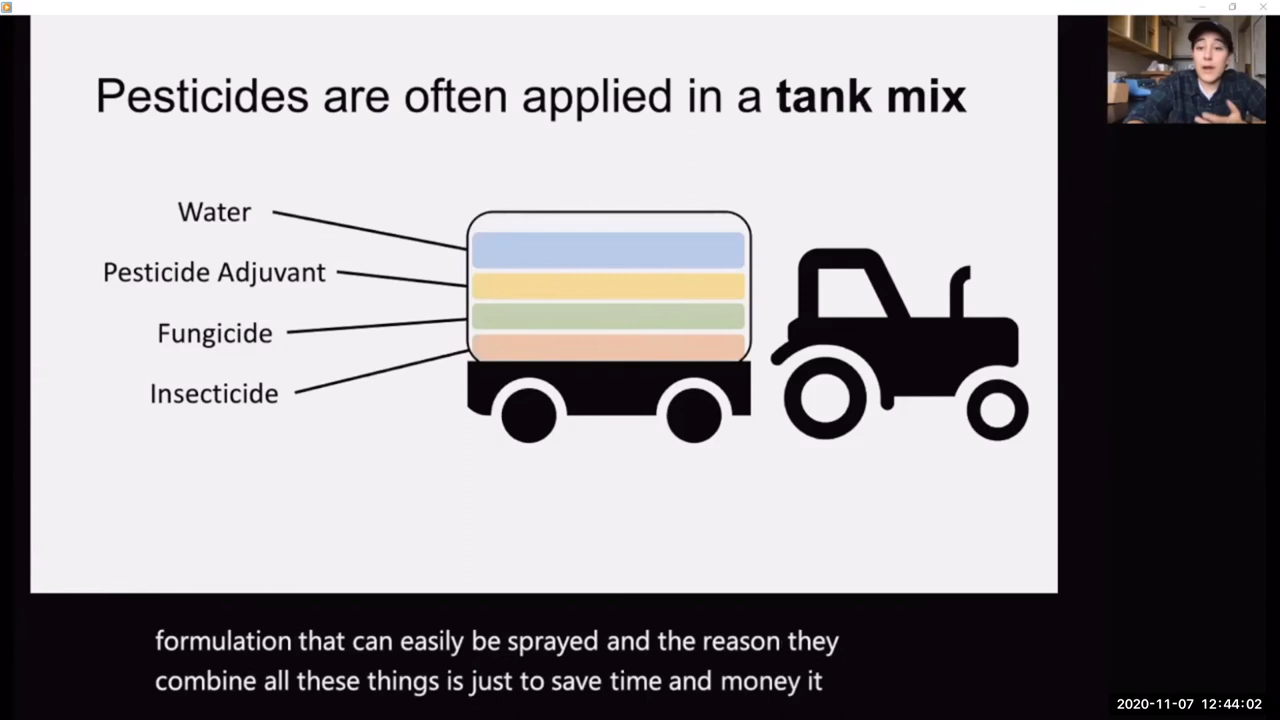 Pesticides are often applied in a tank mix
Water
Pesticide Adjuvant
Fungicide
Insecticide
formulation that can easily be sprayed and the reason they
combine all these things is just to save time and money it
2020-11-07 12:44:02